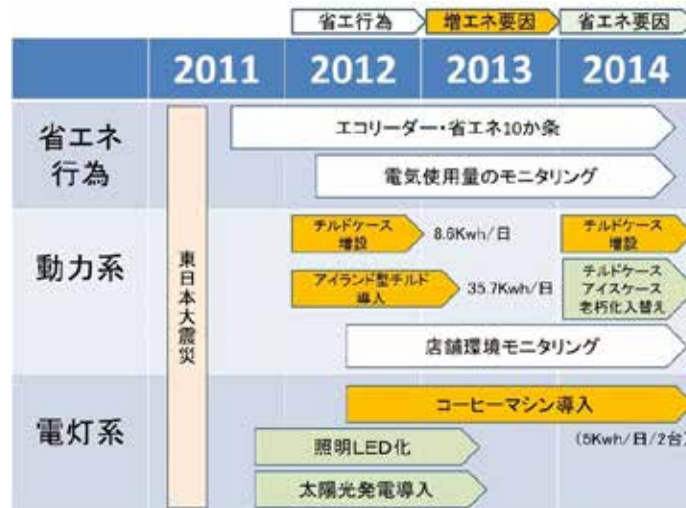 省エ行為
増エネ要因
省エネ要因
2011
2012
2013
2014
省エネ
行為
エコリーダー・省エネ10か条
電気使用量のモニタリング
東日本大震災
動力系
チルドケース
増設
8.6Kwh/日
チルドケース
増設
アイランド型チルド
導入
35.7Kwh/日
チルドケース
アイスケース
老朽化入替え
店舗環境モニタリング
電灯系
コーヒーマシン導入
(5Kwh/日/2台)
照明LED化
太陽光発電導入